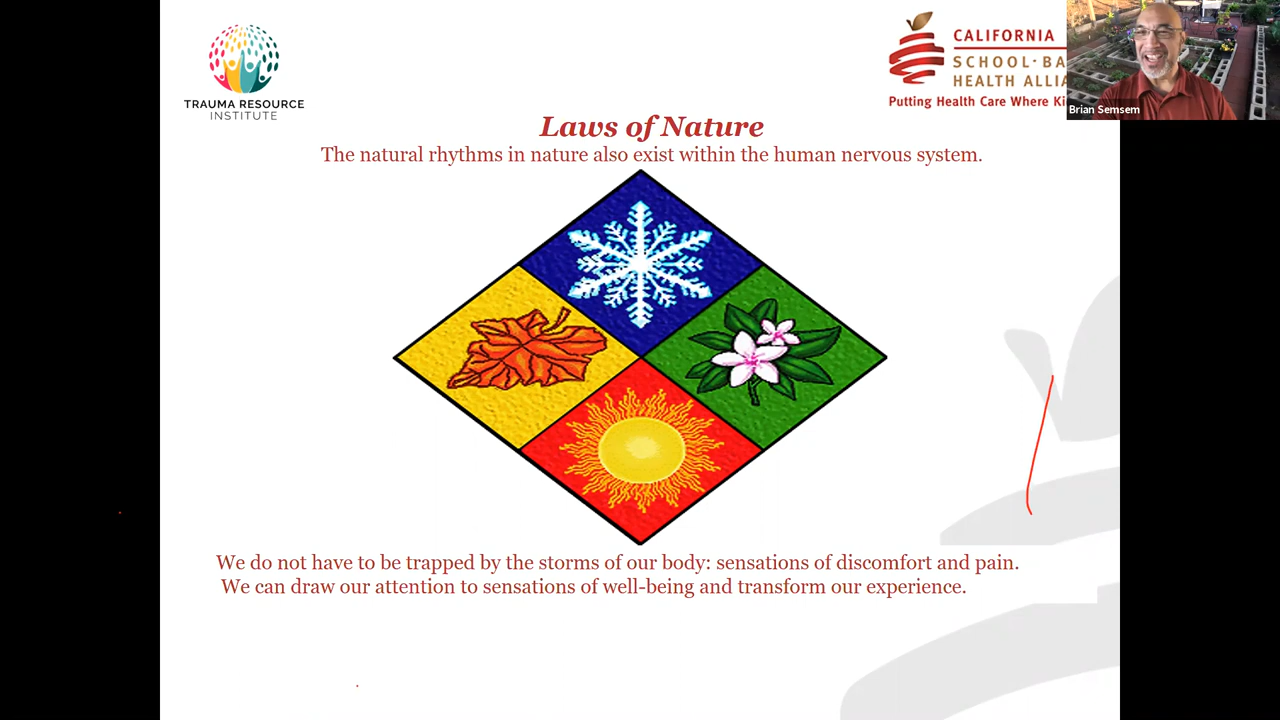 TRAUMA RESOURCE
INSTITUTE
CALIFORNIA
SCHOOL·BA
HEALTH ALLIA
Putting Health Care Where Ki
Brian Semsem
Laws of Nature
The natural rhythms in nature also exist within the human nervous system.
We do not have to be trapped by the storms of our body: sensations of discomfort and pain.
We can draw our attention to sensations of well-being and transform our experience.